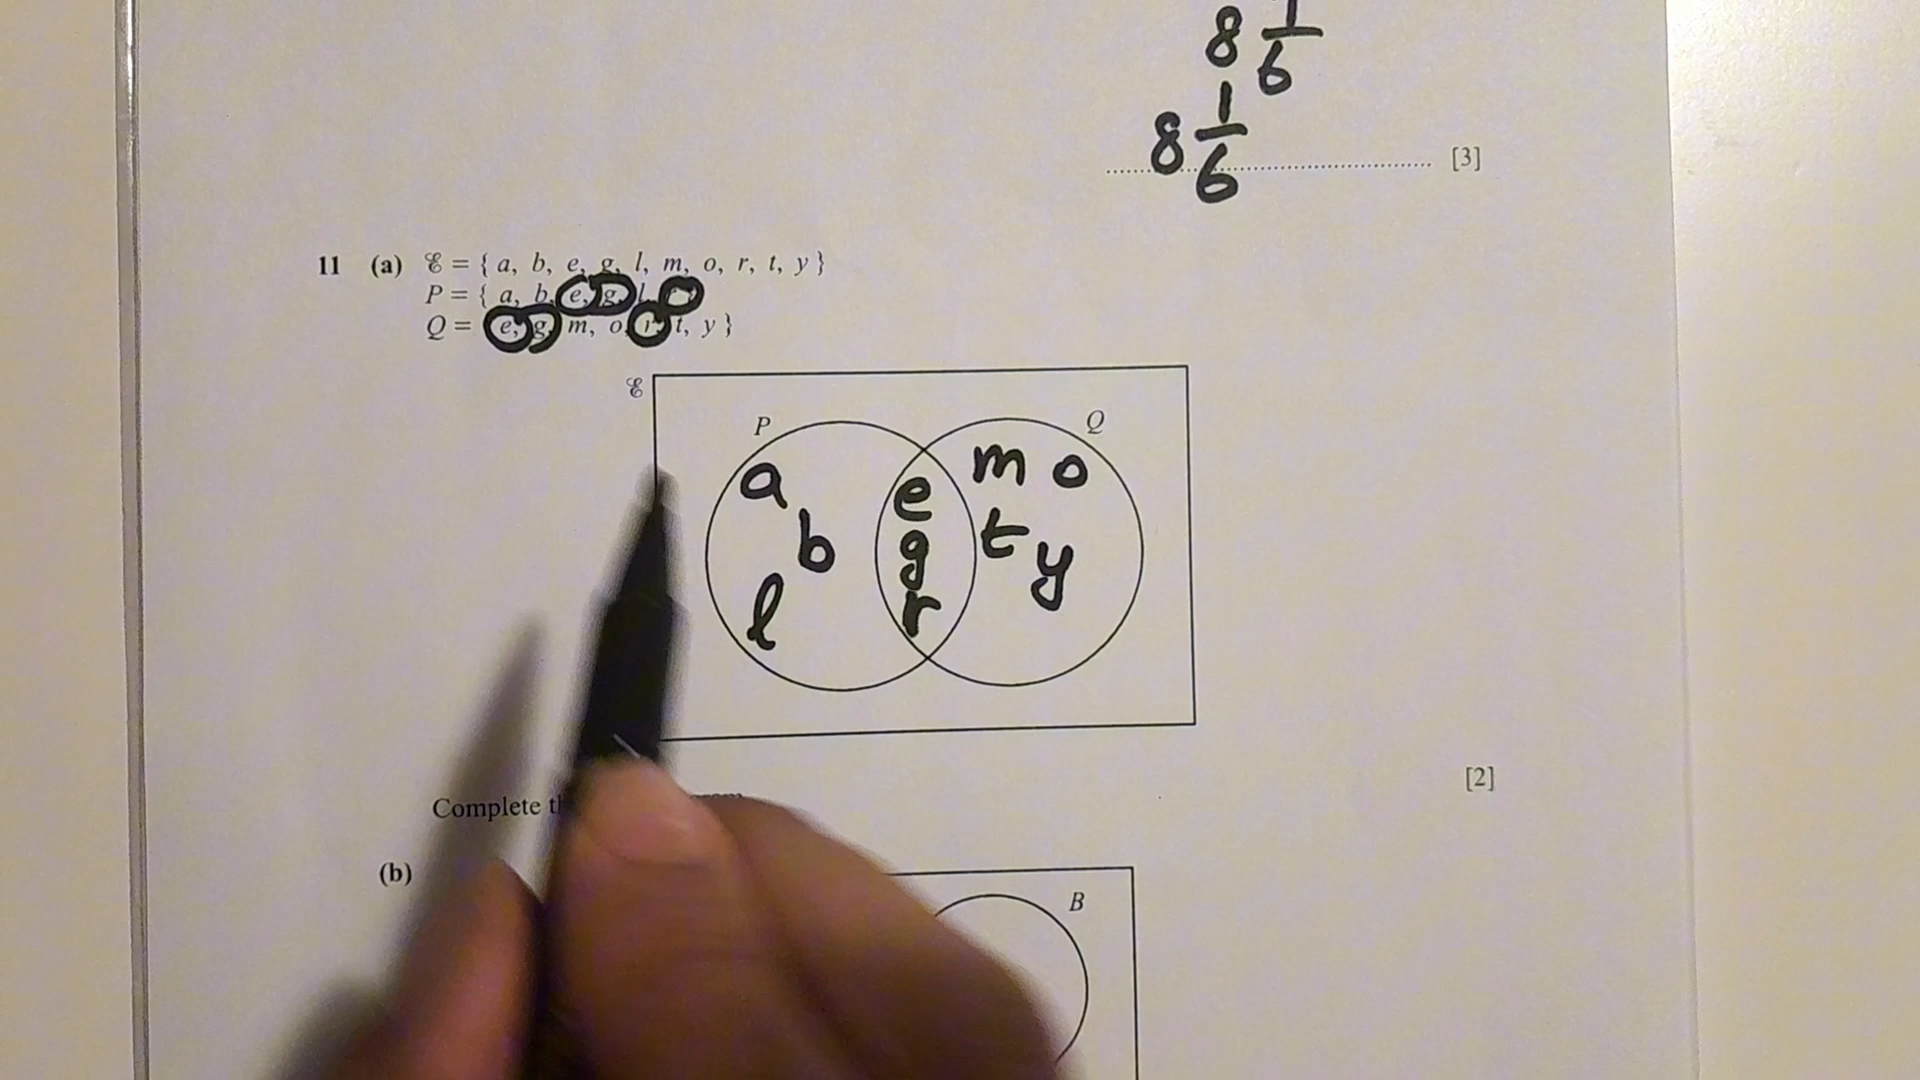 8 1/6
8 1/6
[3]
11 (a) ℰ = { a, b, e, g, l, m, o, r, t, y }
P = { a, b, e, g, l,
Q = e, g, m, o, r, t, y }
ℰ
P
Q
a
b
l
e
g
r
m o
t
y
[2]
Complete
(b)
B